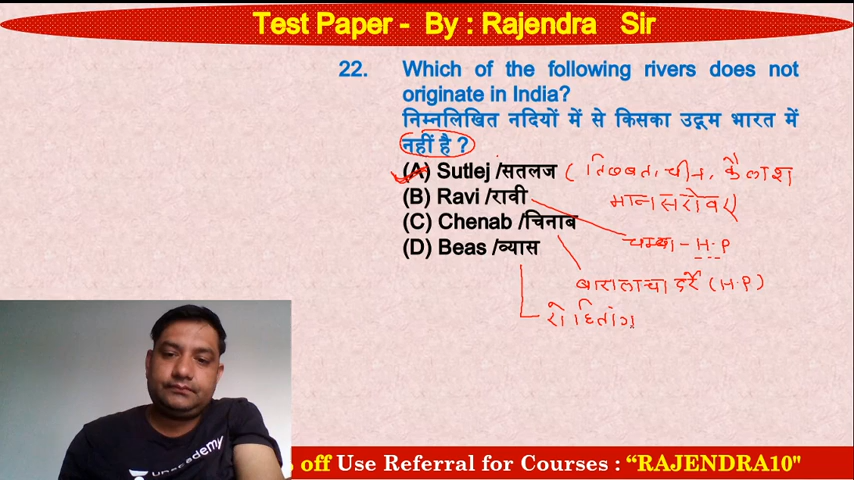 Test Paper - By : Rajendra Sir
22. Which of the following rivers does not
originate in India?
निम्नलिखित नदियों में से किसका उद्गम भारत में
नहीं है ?
(A) Sutlej /सतलज ( तिब्बत, चीन, कैलाश
मानसरोवर
(B) Ravi /रावी
(C) Chenab /चिनाब
चम्बा - H.P
(D) Beas /व्यास
बारालाचा दर्रे (H.P)
रोहितांग
unacademy
off Use Referral for Courses : “RAJENDRA10"